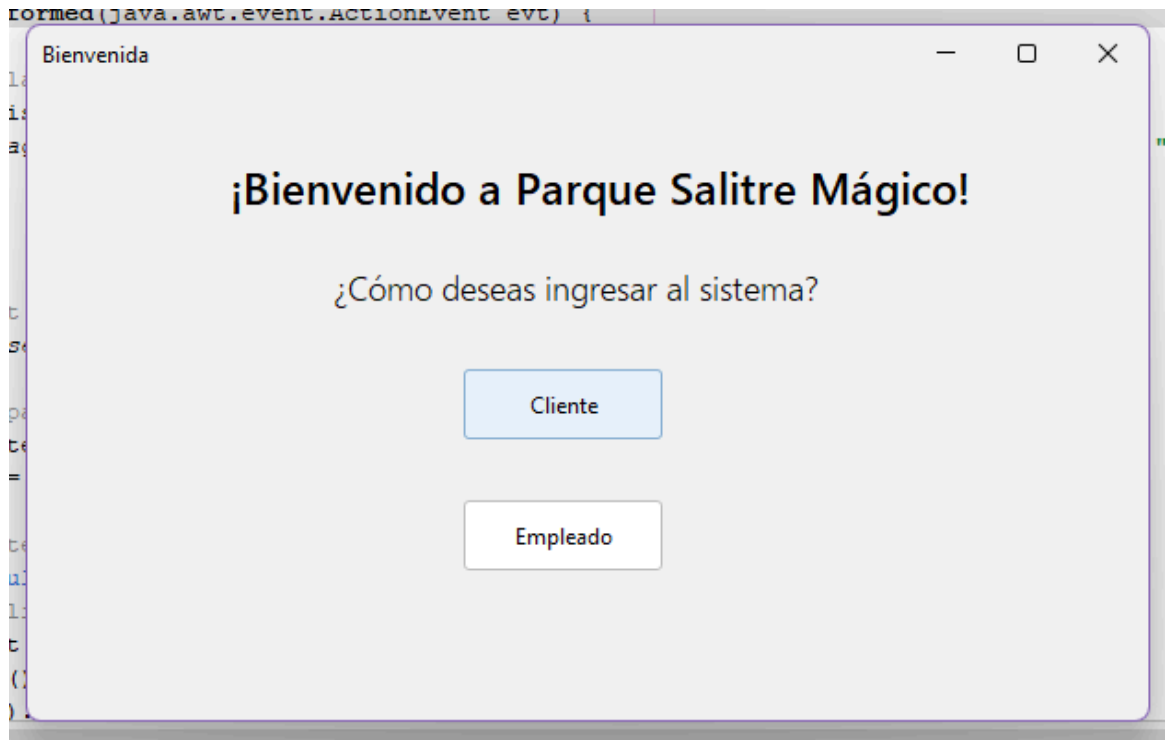 formed(java.awt.event.ActionEvent evt) {
Bienvenida
"
¡Bienvenido a Parque Salitre Mágico!
¿Cómo deseas ingresar al sistema?
Cliente
=
Empleado